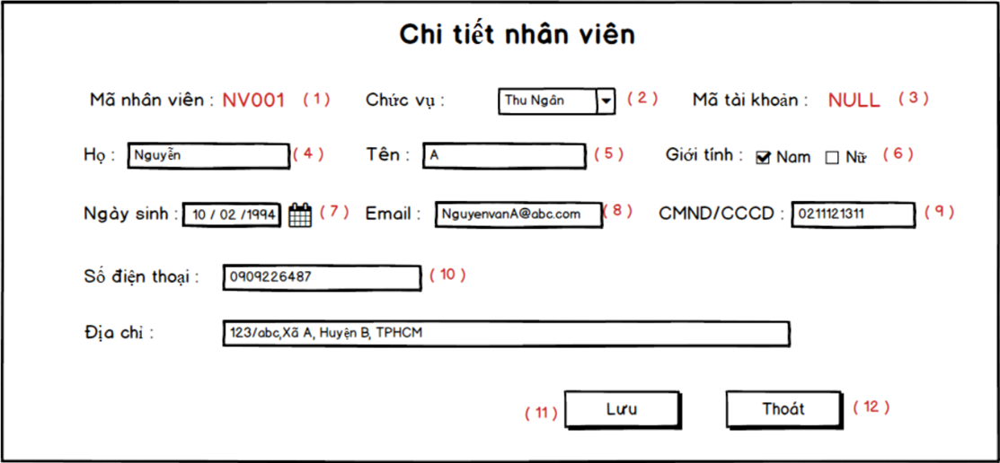 Chi tiết nhân viên
Mã nhân viên : NV001 ( 1 ) Chức vụ : Thu Ngân ( 2 ) Mã tài khoản : NULL ( 3 )
Họ : Nguyễn ( 4 ) Tên : A ( 5 ) Giới tính : Nam Nữ ( 6 )
Ngày sinh : 10 / 02 /1994 ( 7 ) Email : NguyenvanA@abc.com ( 8 ) CMND/CCCD : 0211121311 ( 9 )
Số điện thoại : 0909226487 ( 10 )
Địa chỉ : 123/abc,Xã A, Huyện B, TPHCM
( 11 ) Lưu Thoát ( 12 )